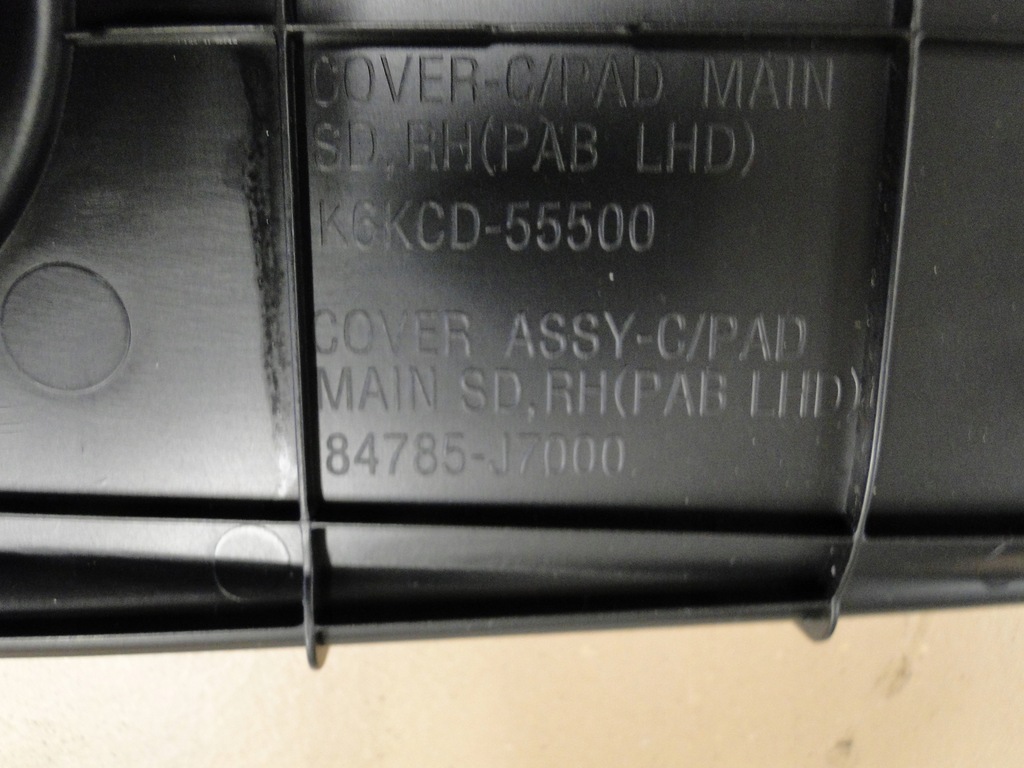 COVER-C/PAD MAIN
SD,RH(PAB LHD)
K6KCD-55500
COVER ASSY-C/PAD
MAIN SD,RH(PAB LHD)
84785-J7000